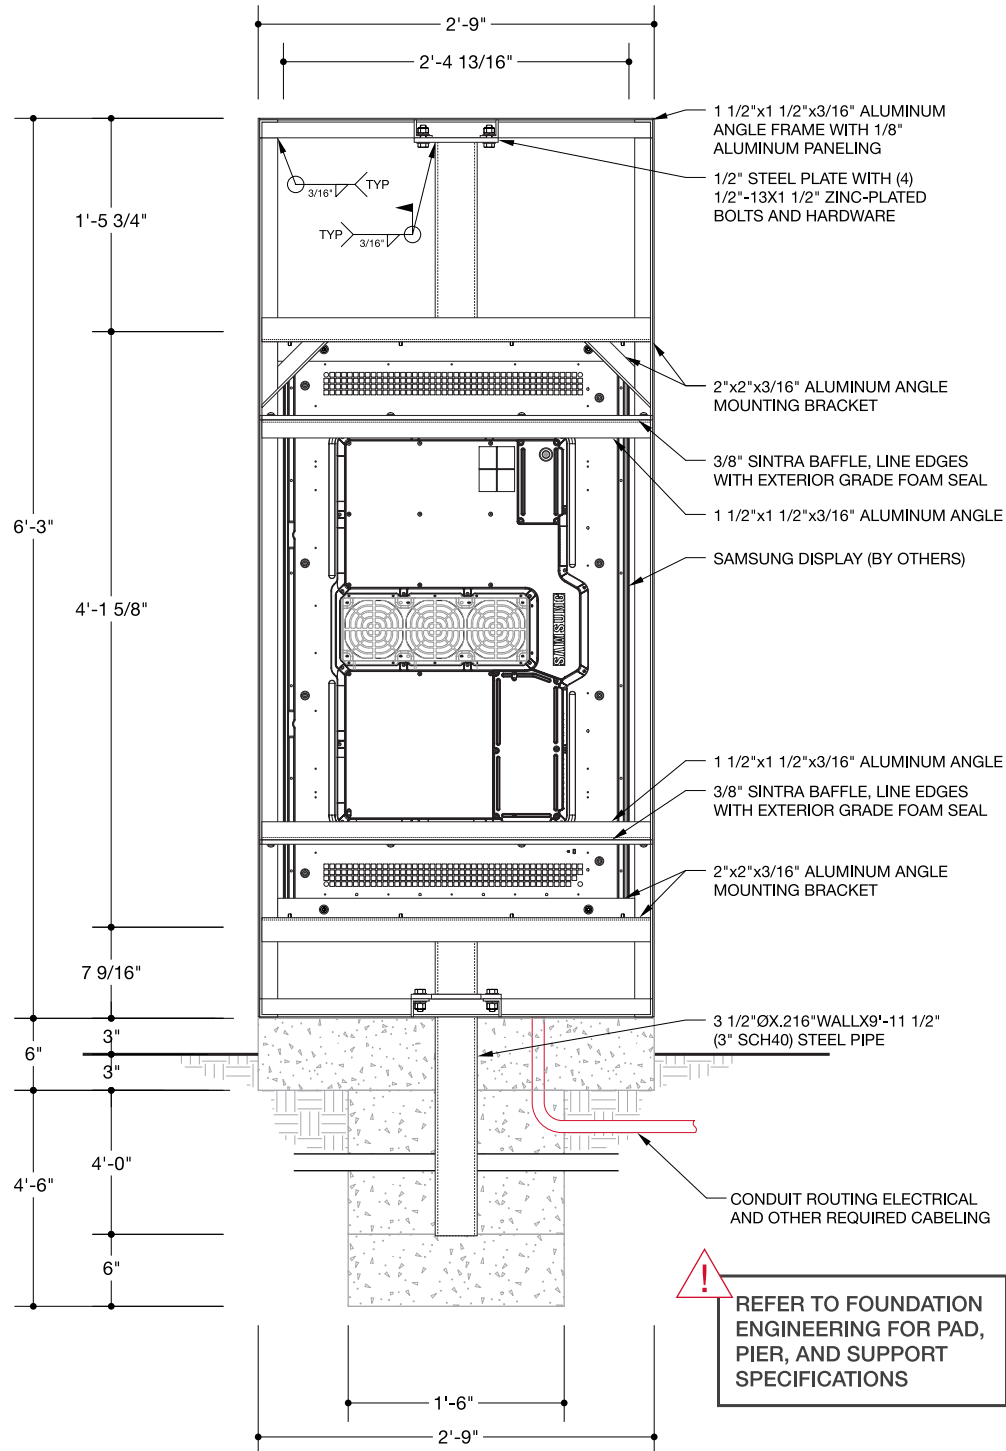 2'-9"
2'-4 13/16"
1 1/2"x1 1/2"x3/16" ALUMINUM
ANGLE FRAME WITH 1/8"
ALUMINUM PANELING
1/2" STEEL PLATE WITH (4)
1/2"-13X1 1/2" ZINC-PLATED
BOLTS AND HARDWARE
3/16"
TYP
TYP
3/16"
1'-5 3/4"
2"x2"x3/16" ALUMINUM ANGLE
MOUNTING BRACKET
3/8" SINTRA BAFFLE, LINE EDGES
WITH EXTERIOR GRADE FOAM SEAL
1 1/2"x1 1/2"x3/16" ALUMINUM ANGLE
6'-3"
SAMSUNG DISPLAY (BY OTHERS)
4'-1 5/8"
SAMSUNG
1 1/2"x1 1/2"x3/16" ALUMINUM ANGLE
3/8" SINTRA BAFFLE, LINE EDGES
WITH EXTERIOR GRADE FOAM SEAL
2"x2"x3/16" ALUMINUM ANGLE
MOUNTING BRACKET
7 9/16"
3 1/2"ØX.216"WALLX9'-11 1/2"
(3" SCH40) STEEL PIPE
3"
6"
3"
4'-0"
4'-6"
CONDUIT ROUTING ELECTRICAL
AND OTHER REQUIRED CABELING
6"
!
REFER TO FOUNDATION
ENGINEERING FOR PAD,
PIER, AND SUPPORT
SPECIFICATIONS
1'-6"
2'-9"